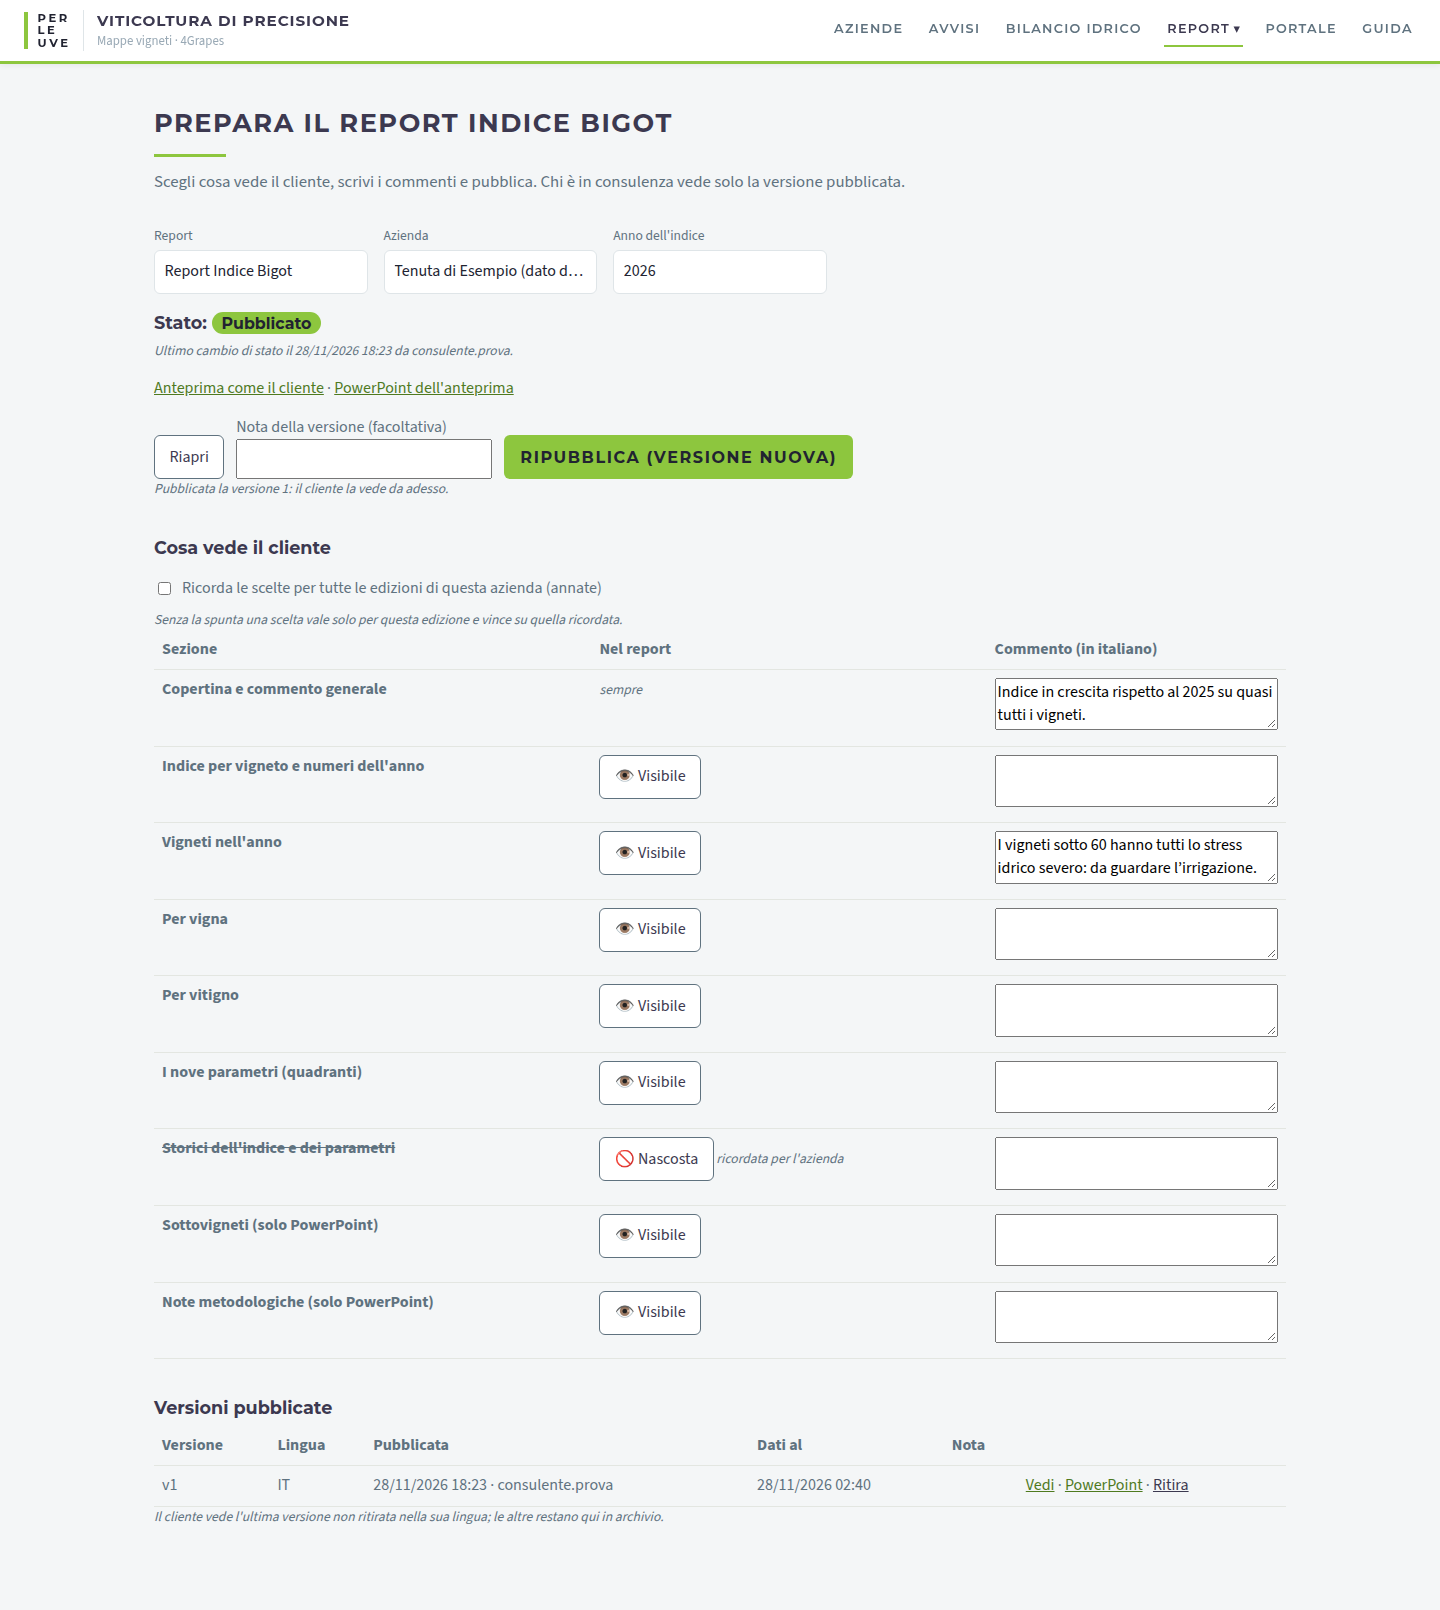 PER
LE
UVE
VITICOLTURA DI PRECISIONE
Mappe vigneti · 4Grapes
AZIENDE AVVISI BILANCIO IDRICO REPORT ▾ PORTALE GUIDA
PREPARA IL REPORT INDICE BIGOT
Scegli cosa vede il cliente, scrivi i commenti e pubblica. Chi è in consulenza vede solo la versione pubblicata.
Report Azienda Anno dell'indice
Report Indice Bigot Tenuta di Esempio (dato d… 2026
Stato: Pubblicato
Ultimo cambio di stato il 28/11/2026 18:23 da consulente.prova.
Anteprima come il cliente · PowerPoint dell'anteprima
Nota della versione (facoltativa)
Riapri RIPUBBLICA (VERSIONE NUOVA)
Pubblicata la versione 1: il cliente la vede da adesso.
Cosa vede il cliente
Ricorda le scelte per tutte le edizioni di questa azienda (annate)
Senza la spunta una scelta vale solo per questa edizione e vince su quella ricordata.
Sezione Nel report Commento (in italiano)
Copertina e commento generale sempre Indice in crescita rispetto al 2025 su quasi
tutti i vigneti.
Indice per vigneto e numeri dell'anno 👁 Visibile
Vigneti nell'anno 👁 Visibile I vigneti sotto 60 hanno tutti lo stress
idrico severo: da guardare l’irrigazione.
Per vigna 👁 Visibile
Per vitigno 👁 Visibile
I nove parametri (quadranti) 👁 Visibile
Storici dell'indice e dei parametri 🚫 Nascosta ricordata per l'azienda
Sottovigneti (solo PowerPoint) 👁 Visibile
Note metodologiche (solo PowerPoint) 👁 Visibile
Versioni pubblicate
Versione Lingua Pubblicata Dati al Nota
v1 IT 28/11/2026 18:23 · consulente.prova 28/11/2026 02:40 Vedi · PowerPoint · Ritira
Il cliente vede l'ultima versione non ritirata nella sua lingua; le altre restano qui in archivio.